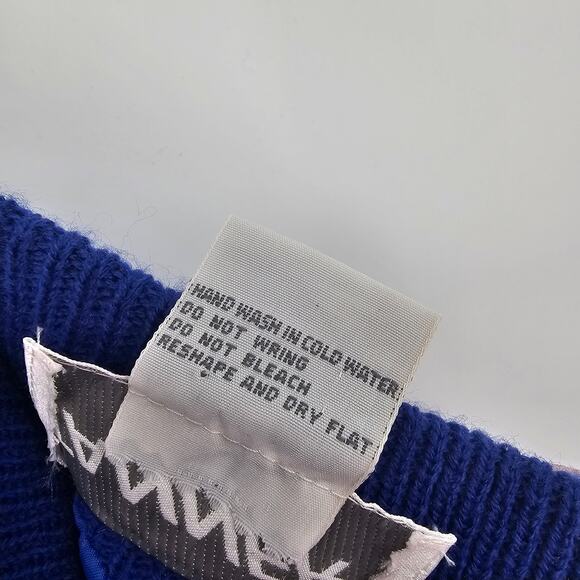 HAND WASH IN COLD WATER
DO NOT WRING
DO NOT BLEACH
RESHAPE AND DRY FLAT